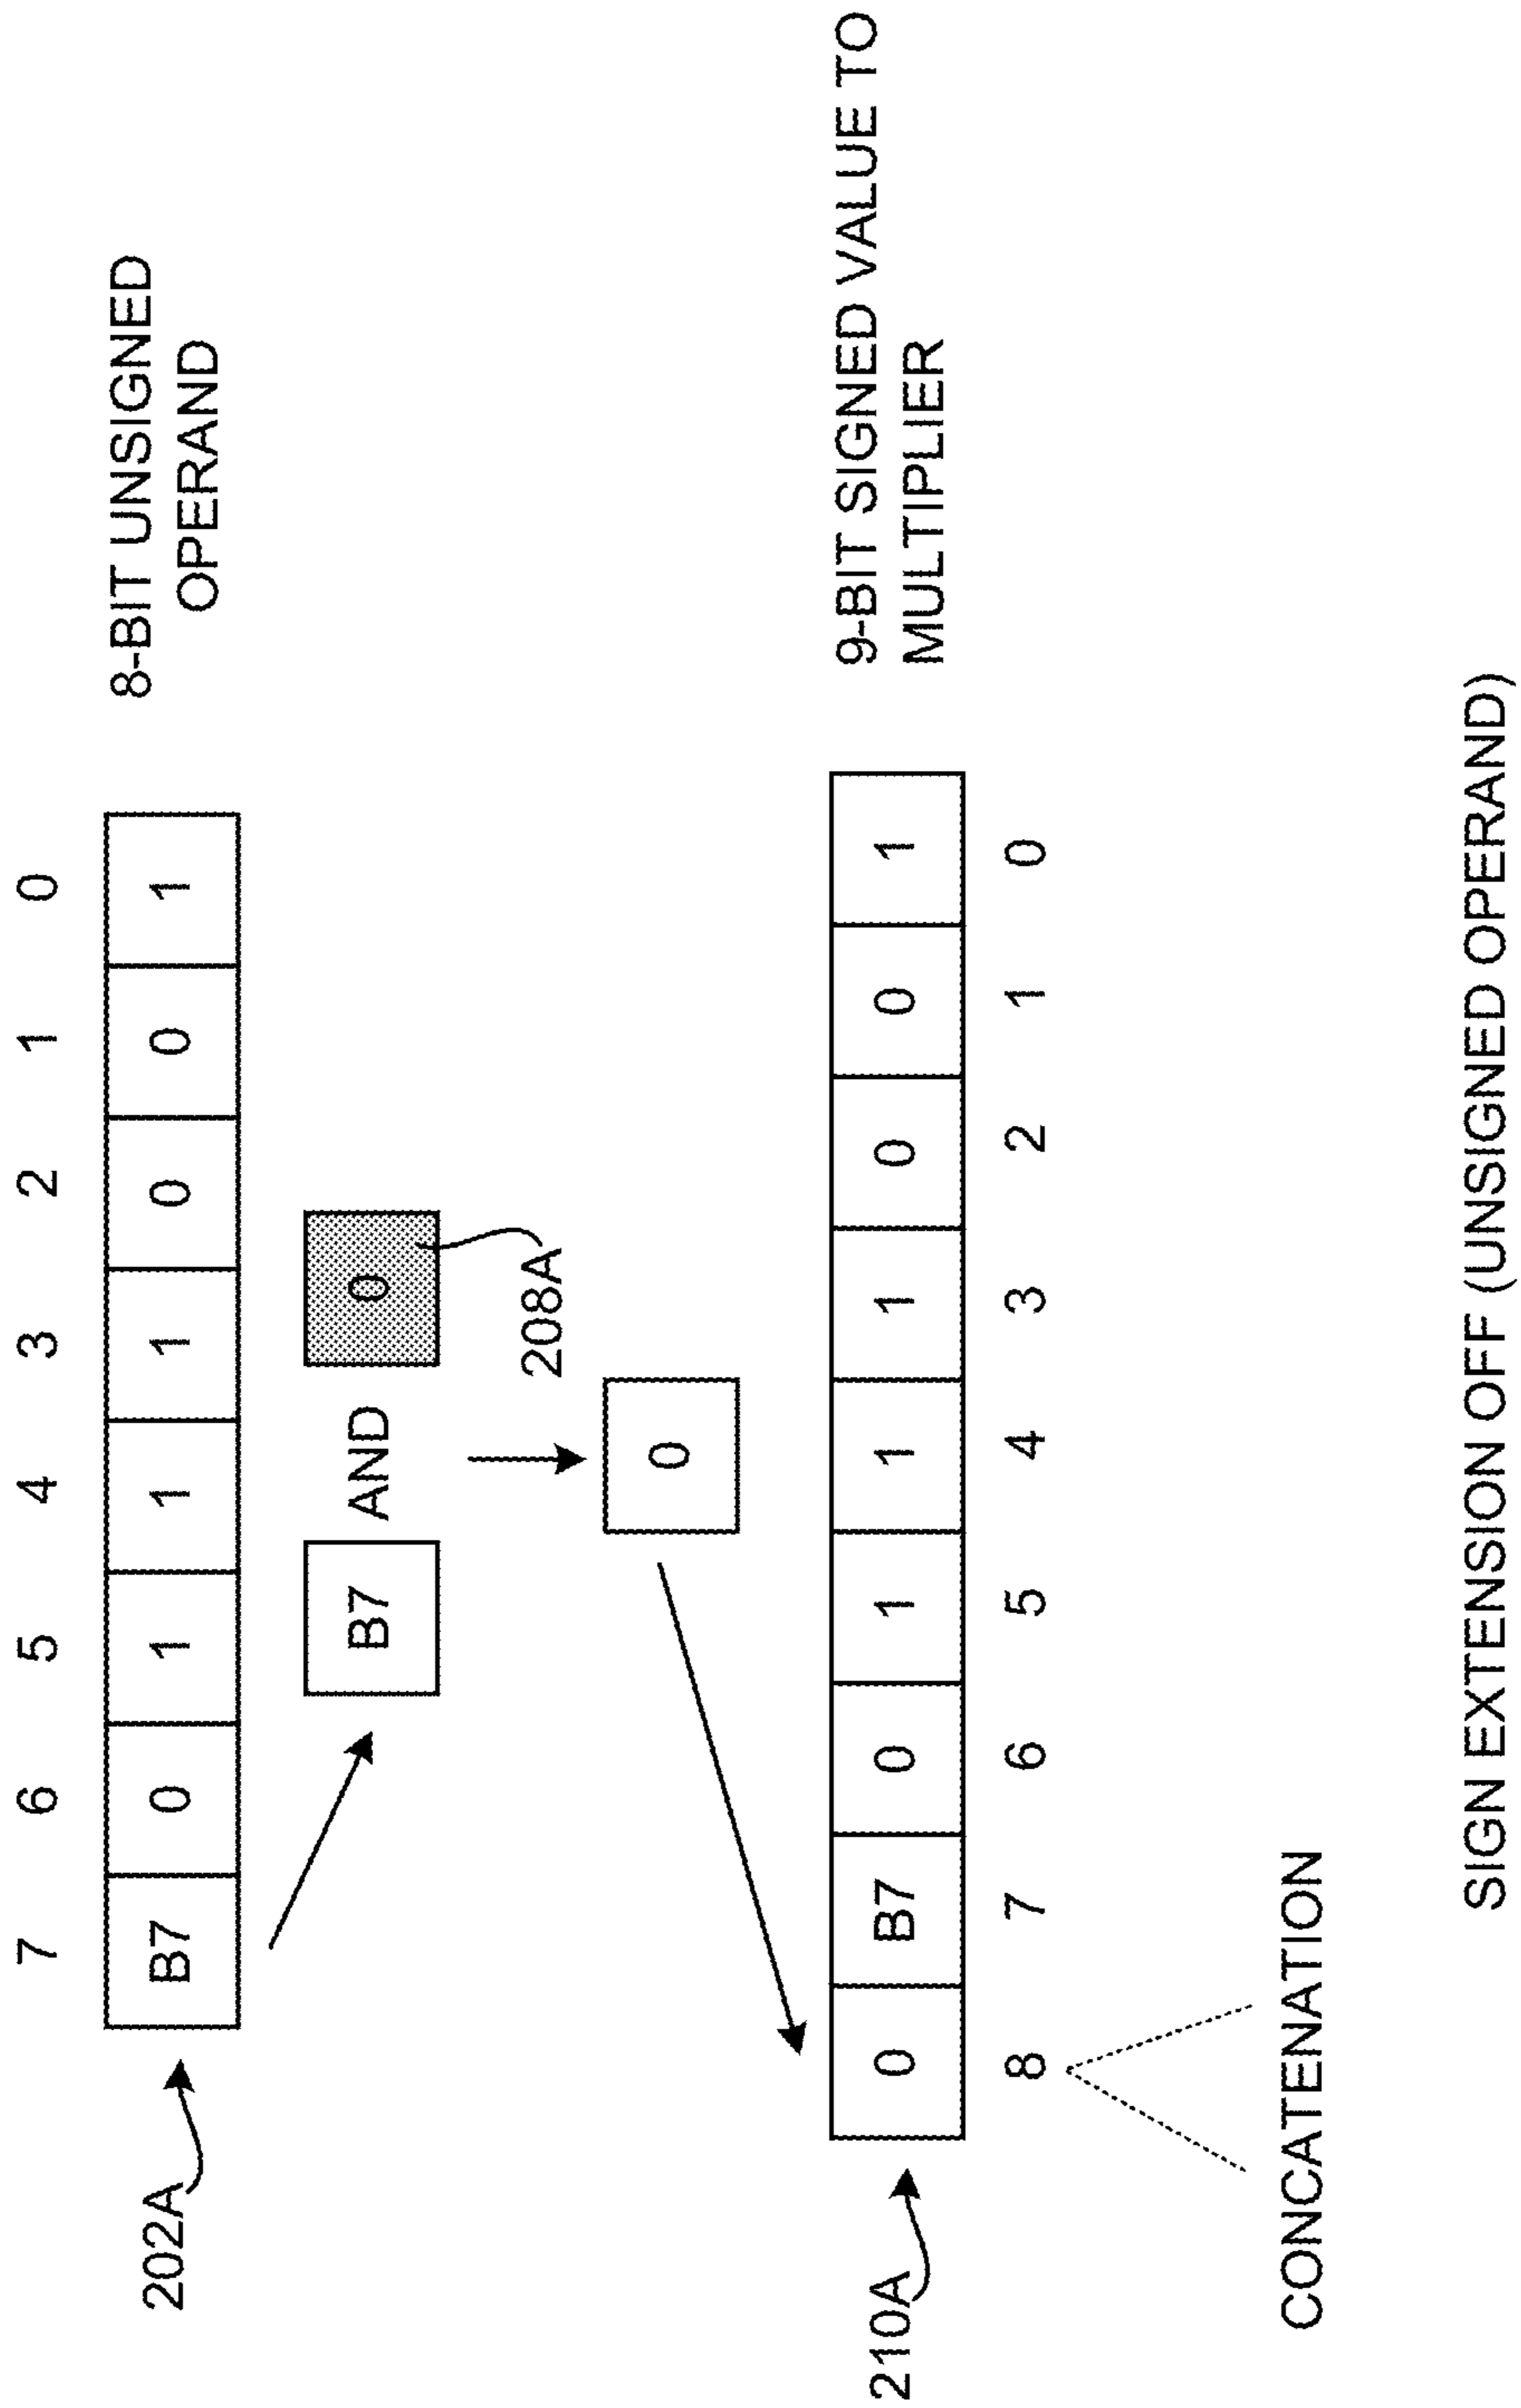 7 6 5 4 3 2 1 0
202A
B7 0 1 1 1 0 0 1
8-BIT UNSIGNED
OPERAND
B7 AND 0
208A
0
210A
0 B7 0 1 1 1 0 0 1
9-BIT SIGNED VALUE TO
MULTIPLIER
8 7 6 5 4 3 2 1 0
CONCATENATION
SIGN EXTENSION OFF (UNSIGNED OPERAND)